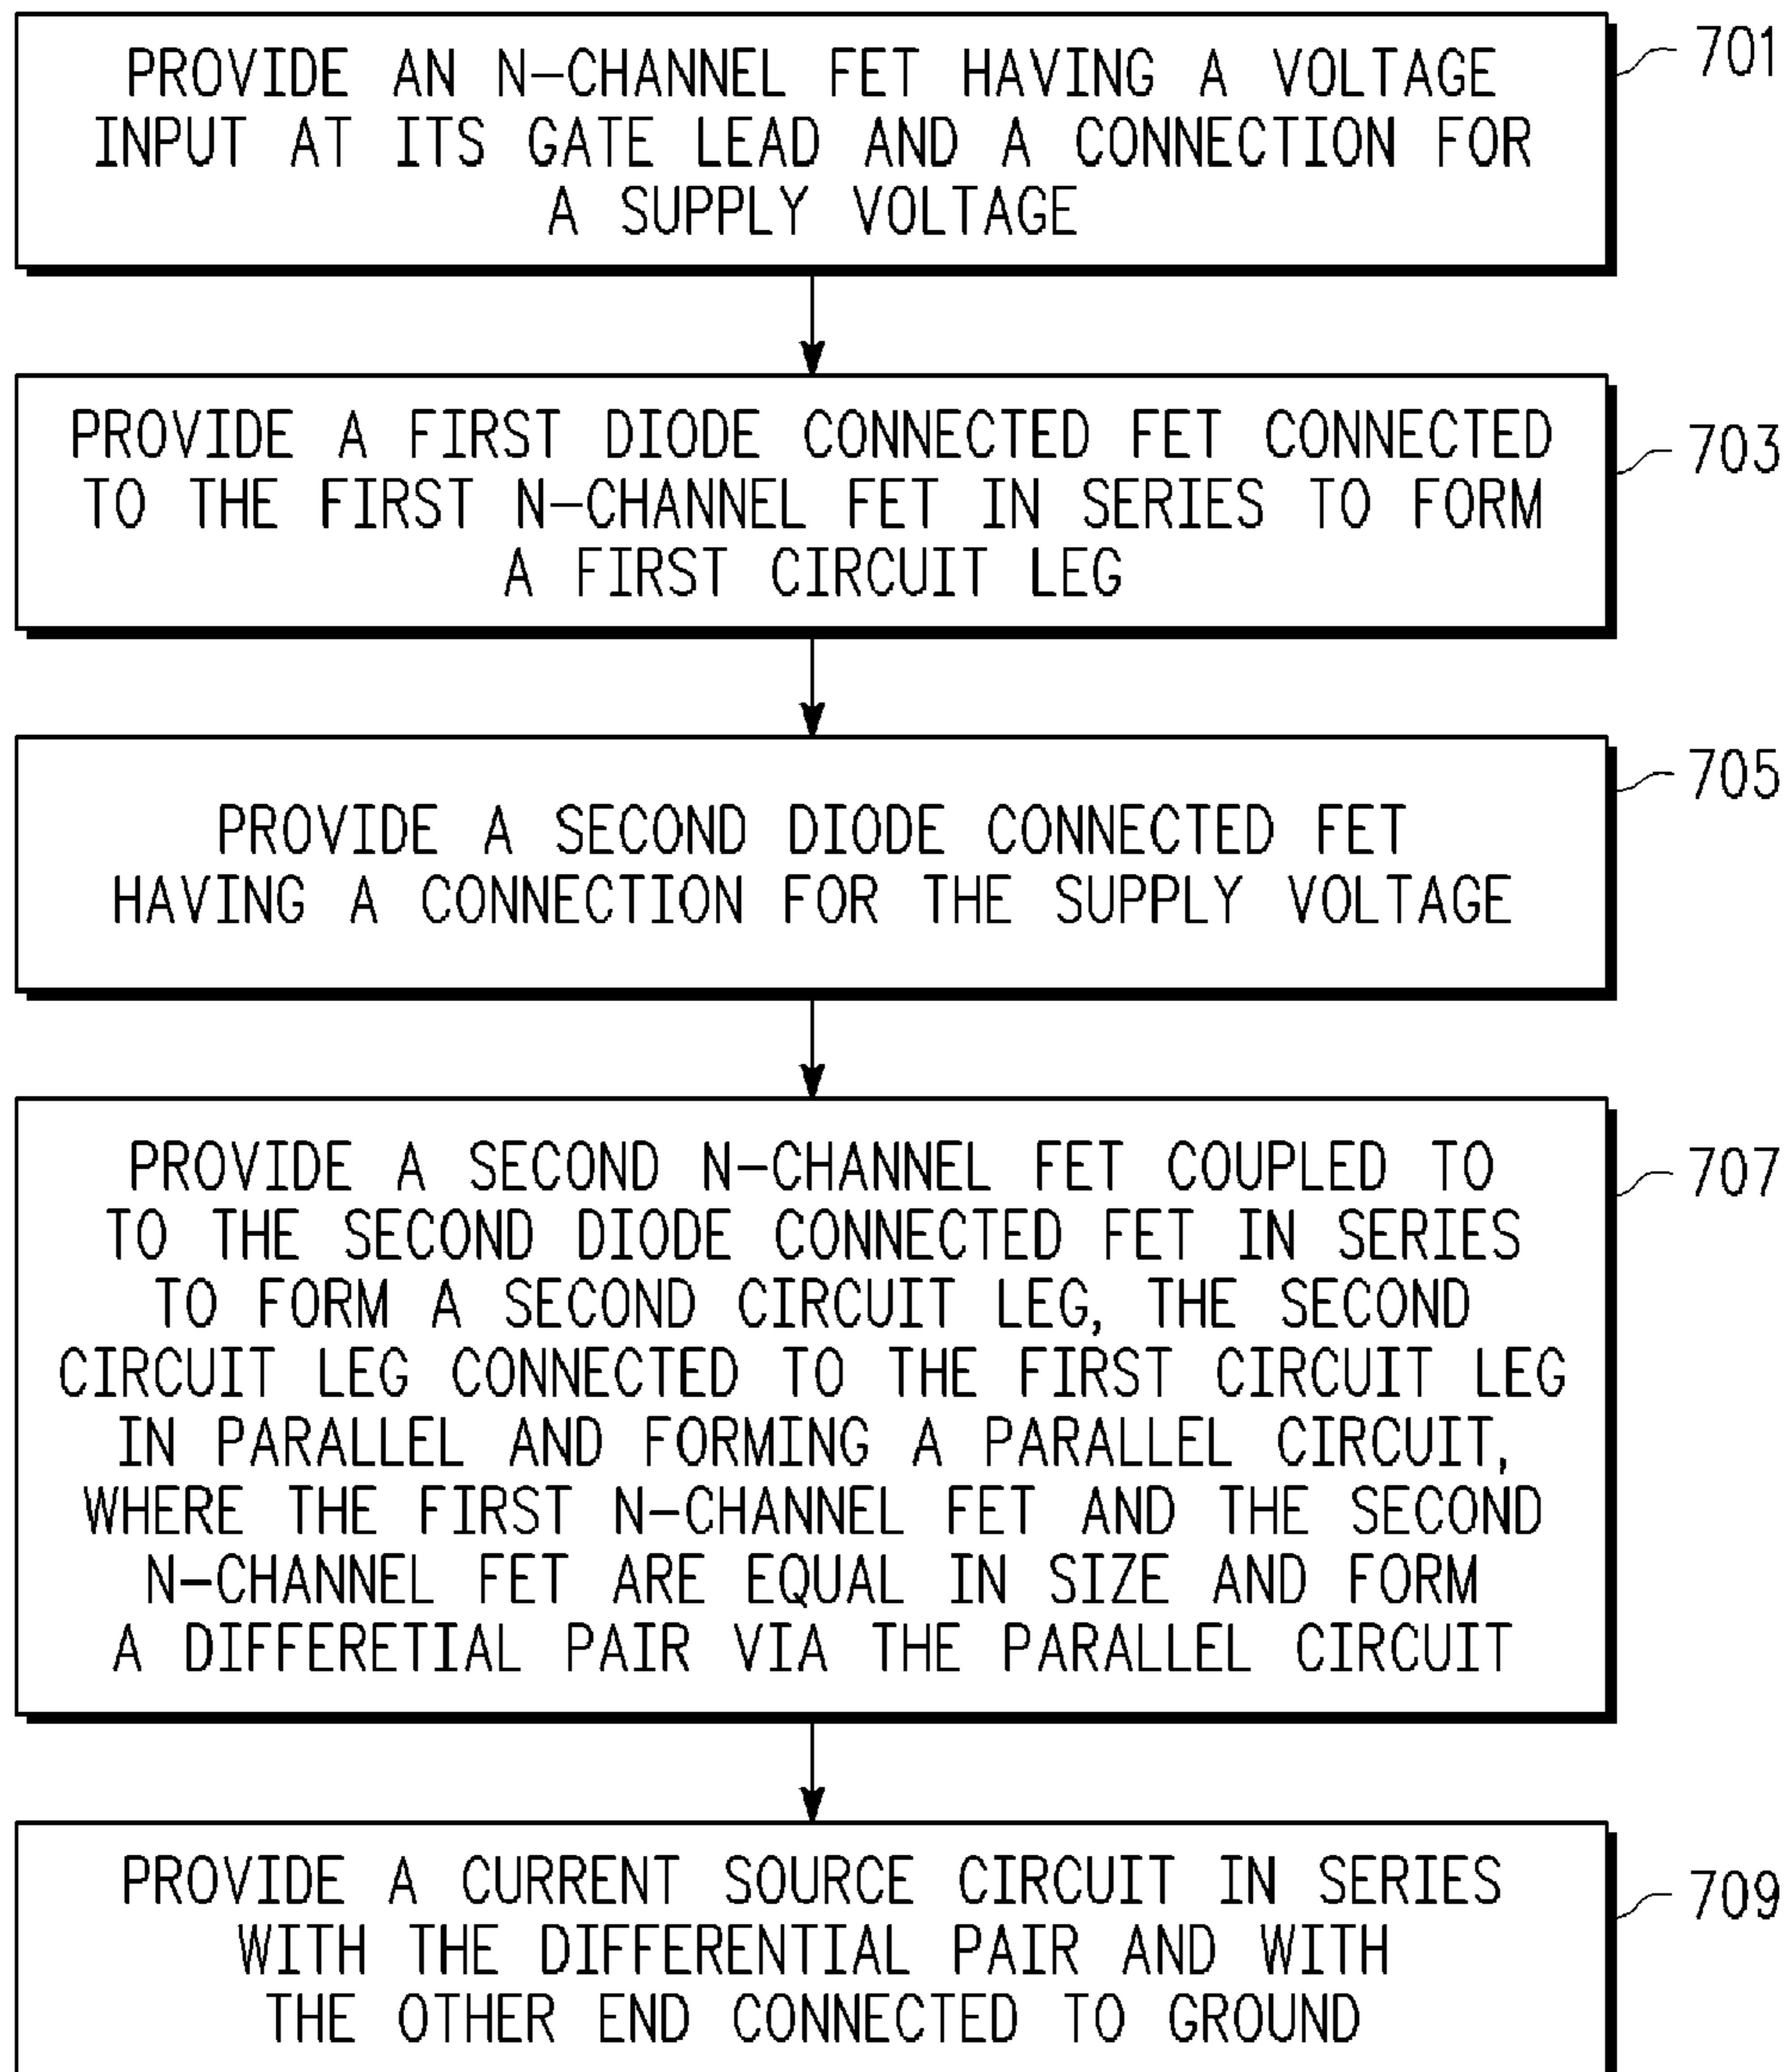 PROVIDE AN N-CHANNEL FET HAVING A VOLTAGE
INPUT AT ITS GATE LEAD AND A CONNECTION FOR
A SUPPLY VOLTAGE
701
PROVIDE A FIRST DIODE CONNECTED FET CONNECTED
TO THE FIRST N-CHANNEL FET IN SERIES TO FORM
A FIRST CIRCUIT LEG
703
PROVIDE A SECOND DIODE CONNECTED FET
HAVING A CONNECTION FOR THE SUPPLY VOLTAGE
705
PROVIDE A SECOND N-CHANNEL FET COUPLED TO
TO THE SECOND DIODE CONNECTED FET IN SERIES
TO FORM A SECOND CIRCUIT LEG, THE SECOND
CIRCUIT LEG CONNECTED TO THE FIRST CIRCUIT LEG
IN PARALLEL AND FORMING A PARALLEL CIRCUIT,
WHERE THE FIRST N-CHANNEL FET AND THE SECOND
N-CHANNEL FET ARE EQUAL IN SIZE AND FORM
A DIFFERETIAL PAIR VIA THE PARALLEL CIRCUIT
707
PROVIDE A CURRENT SOURCE CIRCUIT IN SERIES
WITH THE DIFFERENTIAL PAIR AND WITH
THE OTHER END CONNECTED TO GROUND
709